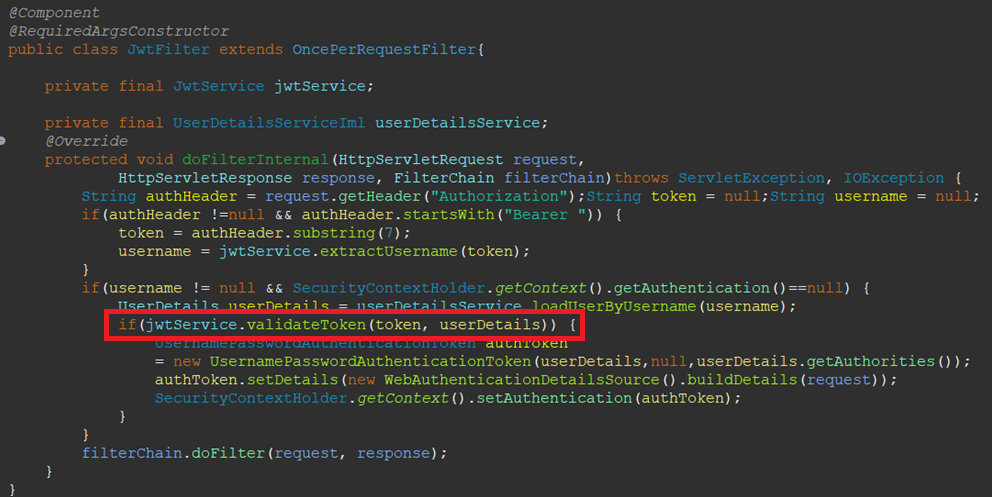 @Component
@RequiredArgsConstructor
public class JwtFilter extends OncePerRequestFilter{
private final JwtService jwtService;
private final UserDetailsServiceIml userDetailsService;
@Override
protected void doFilterInternal(HttpServletRequest request,
HttpServletResponse response, FilterChain filterChain)throws ServletException, IOException {
String authHeader = request.getHeader("Authorization");String token = null;String username = null;
if(authHeader !=null && authHeader.startsWith("Bearer ")) {
token = authHeader.substring(7);
username = jwtService.extractUsername(token);
}
if(username != null && SecurityContextHolder.getContext().getAuthentication()==null) {
UserDetails userDetails = userDetailsService.loadUserByUsername(username);
if(jwtService.validateToken(token, userDetails)) {
UsernamePasswordAuthenticationToken authToken
= new UsernamePasswordAuthenticationToken(userDetails,null,userDetails.getAuthorities());
authToken.setDetails(new WebAuthenticationDetailsSource().buildDetails(request));
SecurityContextHolder.getContext().setAuthentication(authToken);
}
}
filterChain.doFilter(request, response);
}
}